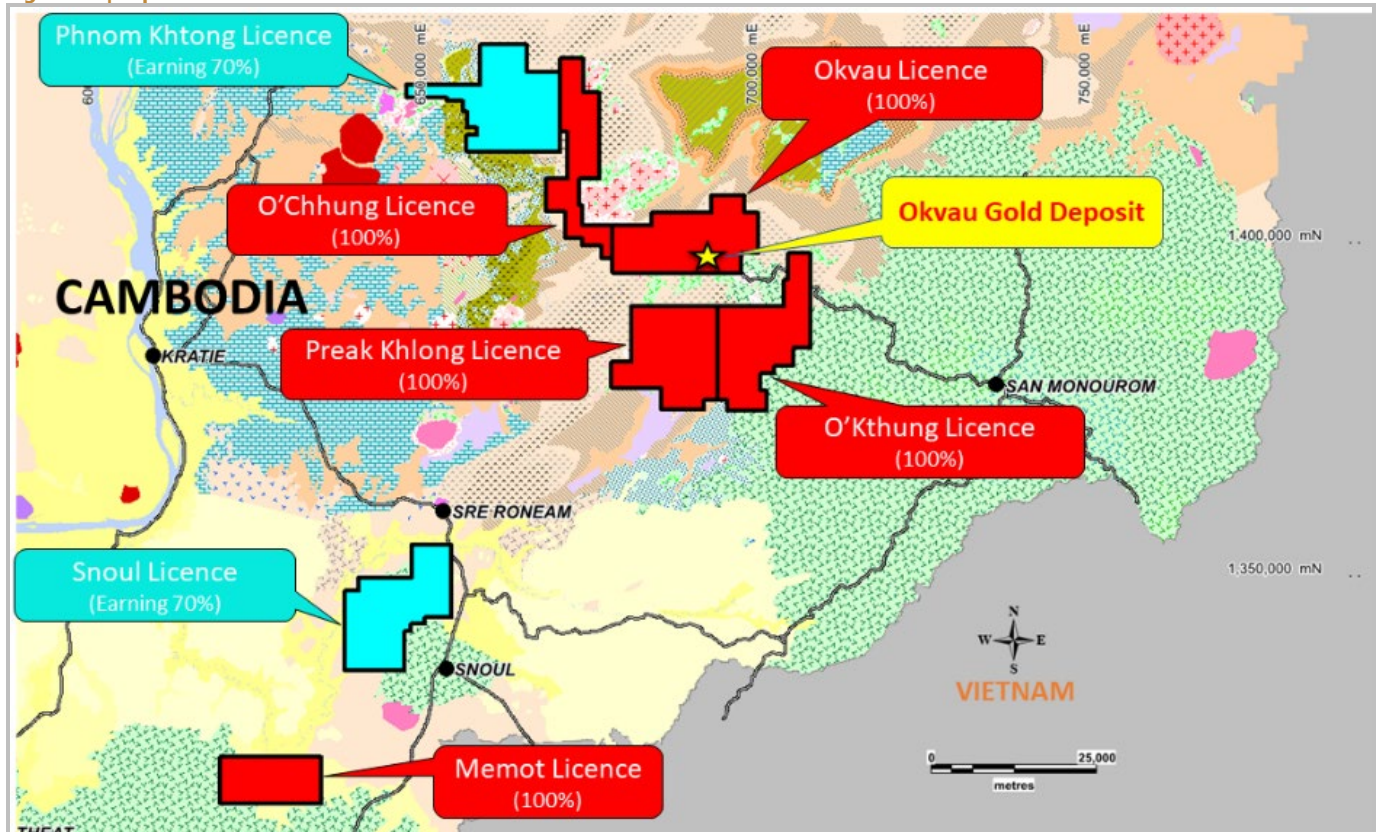 Phnom Khtong Licence
(Earning 70%)
650,000 mE
700,000 mE
750,000 mE
Okvau Licence
(100%)
O'Chhung Licence
(100%)
Okvau Gold Deposit
1,400,000 mN
CAMBODIA
KRATIE
Preak Khlong Licence
(100%)
SAN MONOUROM
O'Kthung Licence
(100%)
SRE RONEAM
Snoul Licence
(Earning 70%)
1,350,000 mN
N
W
E
S
SNOUL
VIETNAM
Memot Licence
(100%)
0
25,000
metres